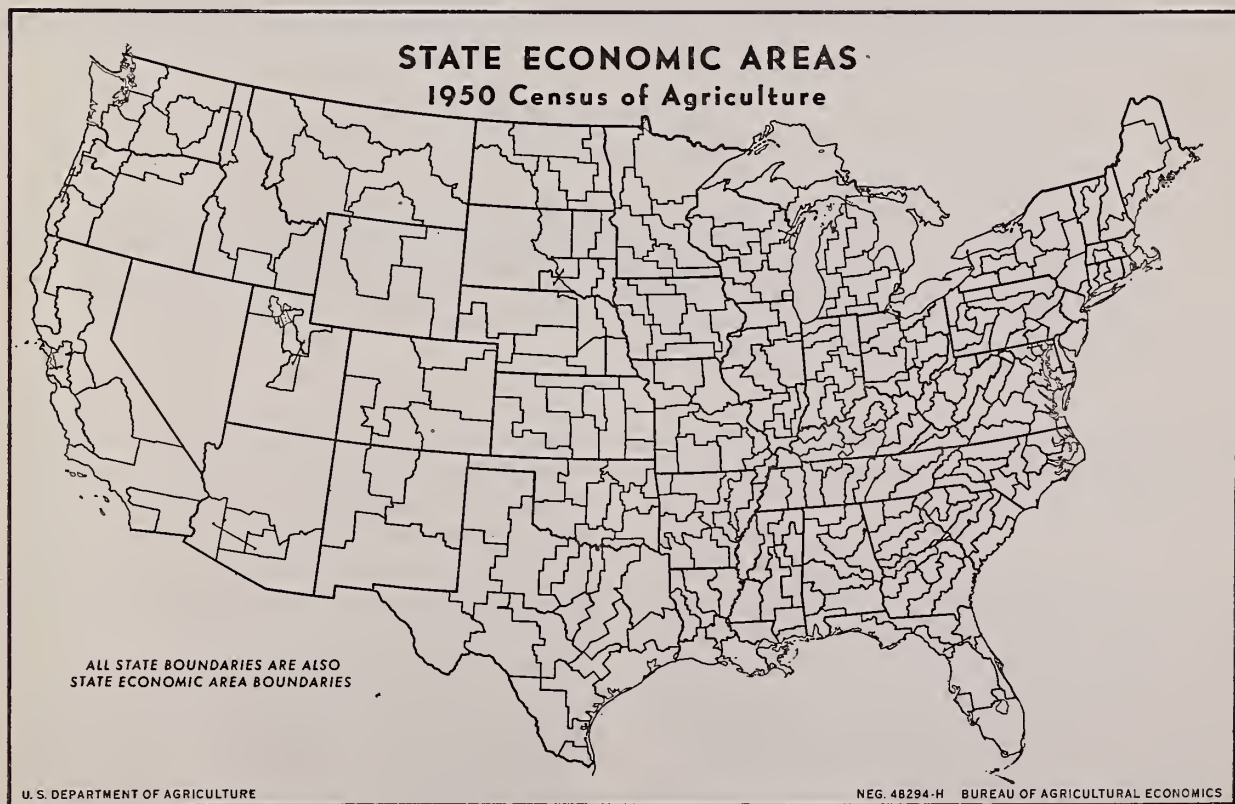 STATE ECONOMIC AREAS
1950 Census of Agriculture
ALL STATE BOUNDARIES ARE ALSO
STATE ECONOMIC AREA BOUNDARIES
U. S. DEPARTMENT OF AGRICULTURE
NEG. 48294-H BUREAU OF AGRICULTURAL ECONOMICS